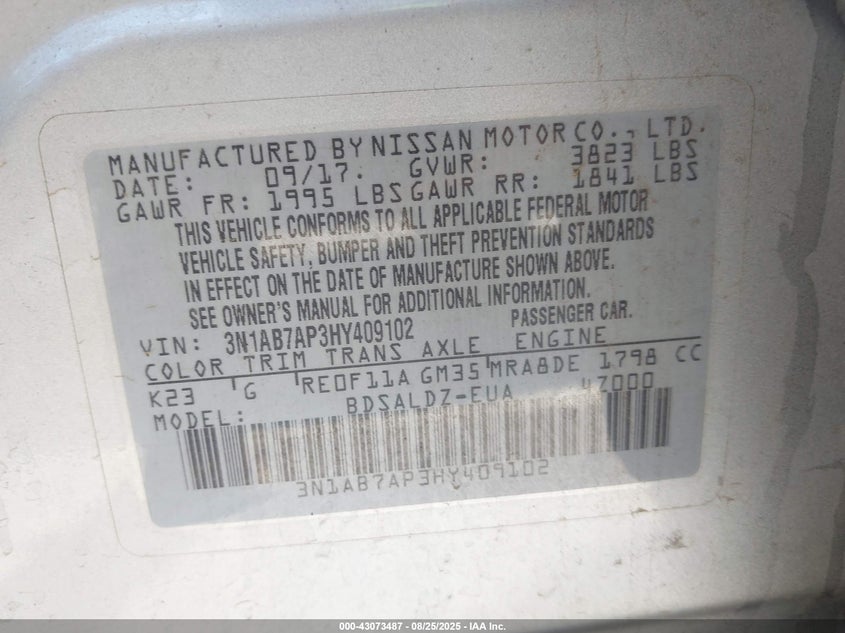 MANUFACTURED BY NISSAN MOTOR CO., LTD.
DATE: 09/17. GVWR: 3823 LBS
GAWR FR: 1995 LBS GAWR RR: 1841 LBS
THIS VEHICLE CONFORMS TO ALL APPLICABLE FEDERAL MOTOR
VEHICLE SAFETY, BUMPER AND THEFT PREVENTION STANDARDS
IN EFFECT ON THE DATE OF MANUFACTURE SHOWN ABOVE.
SEE OWNER'S MANUAL FOR ADDITIONAL INFORMATION.
VIN: 3N1AB7AP3HY409102 PASSENGER CAR.
COLOR TRIM TRANS AXLE ENGINE
K23 G RE0F11A GM35 MRA8DE 1798 CC
MODEL: BDSALDZ-EUA 4Z000
3N1AB7AP3HY409102
000-43073487 - 08/25/2025 - IAA Inc.